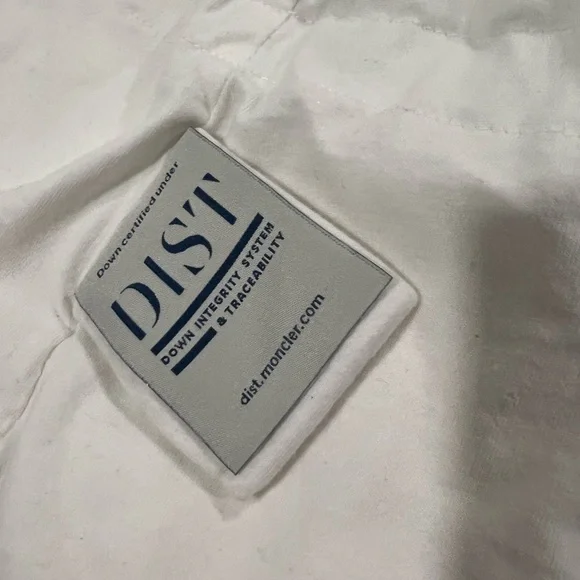 Down certified under
DIST
DOWN INTEGRITY SYSTEM
& TRACEABILITY
dist.moncler.com